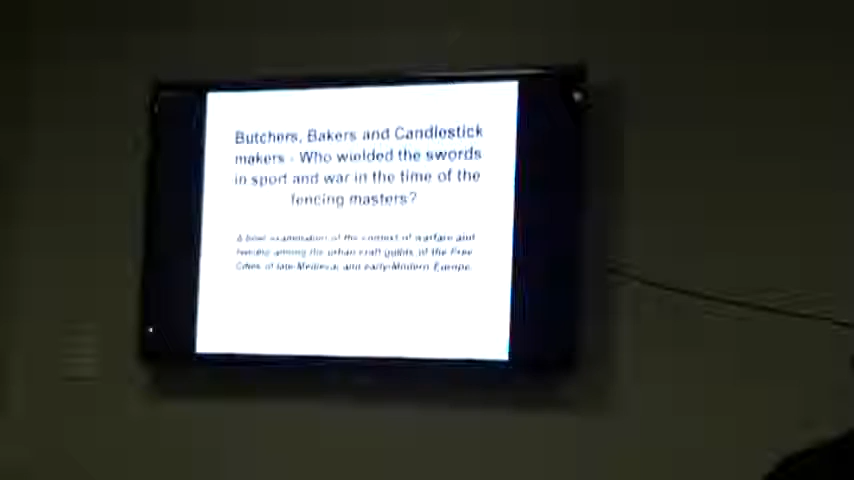 Butchers, Bakers and Candlestick
makers - Who wielded the swords
in sport and war in the time of the
fencing masters?
A brief examination of the context of warfare and
fencing among the urban craft guilds of the Free
Cities of late-Medieval and early-Modern Europe.